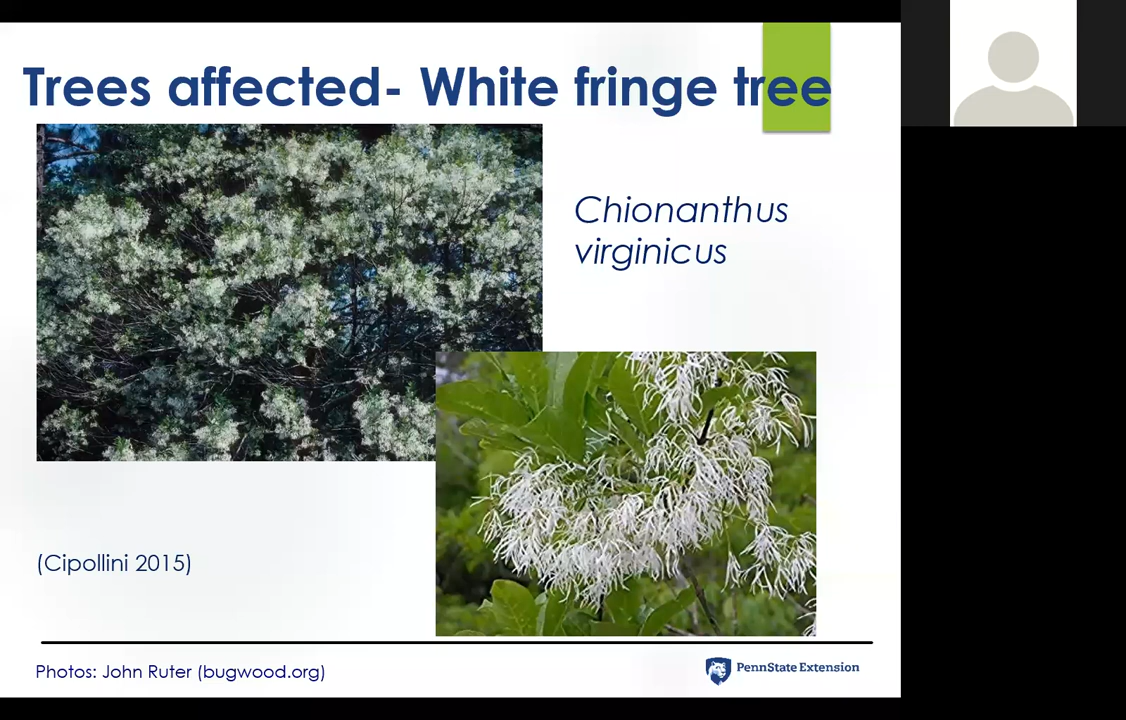 Trees affected- White fringe tree
Chionanthus
virginicus
(Cipollini 2015)
Photos: John Ruter (bugwood.org)
PennState Extension